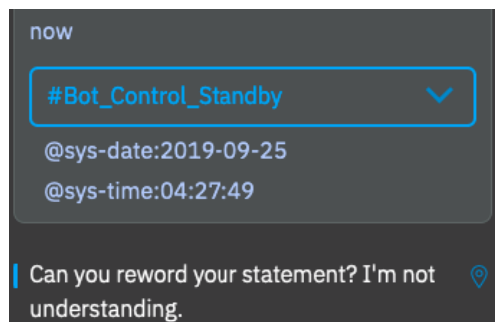 now
#Bot_Control_Standby
@sys-date:2019-09-25
@sys-time:04:27:49
Can you reword your statement? I'm not
understanding.